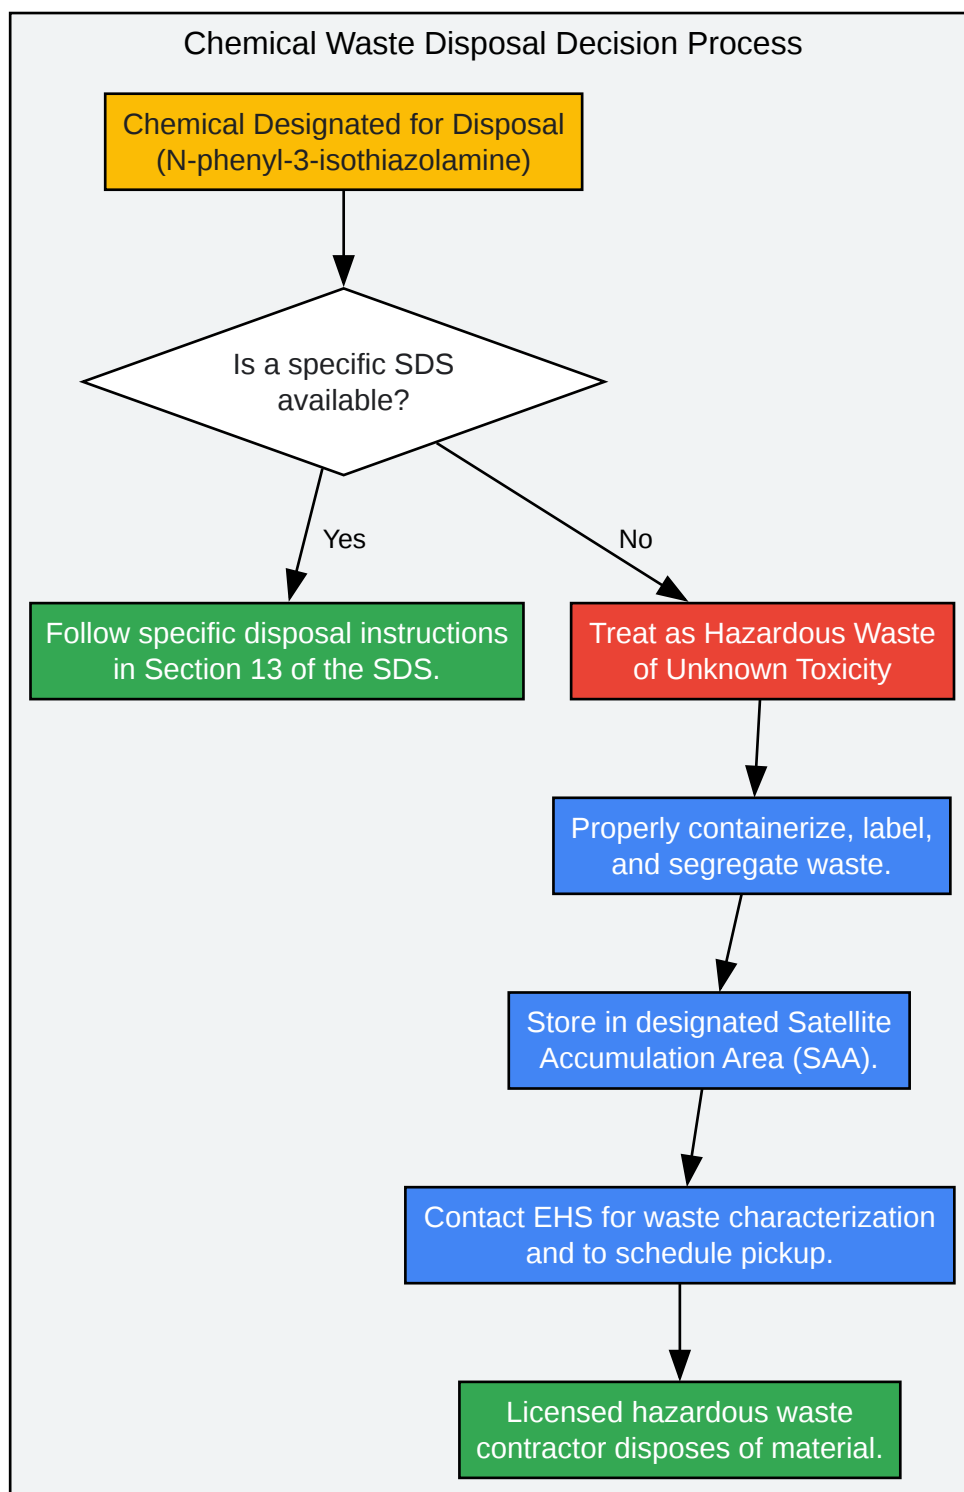 Chemical Waste Disposal Decision Process
Chemical Designated for Disposal
(N-phenyl-3-isothiazolamine)
Is a specific SDS
available?
Yes
No
Follow specific disposal instructions
in Section 13 of the SDS.
Treat as Hazardous Waste
of Unknown Toxicity
Properly containerize, label,
and segregate waste.
Store in designated Satellite
Accumulation Area (SAA).
Contact EHS for waste characterization
and to schedule pickup.
Licensed hazardous waste
contractor disposes of material.